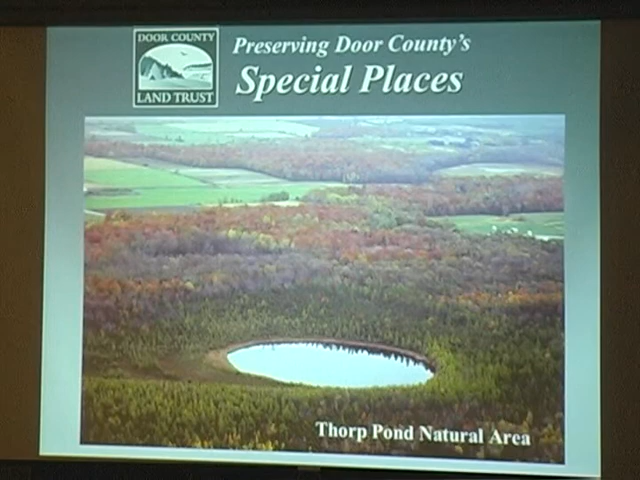 DOOR COUNTY
LAND TRUST
Preserving Door County's
Special Places
Thorp Pond Natural Area